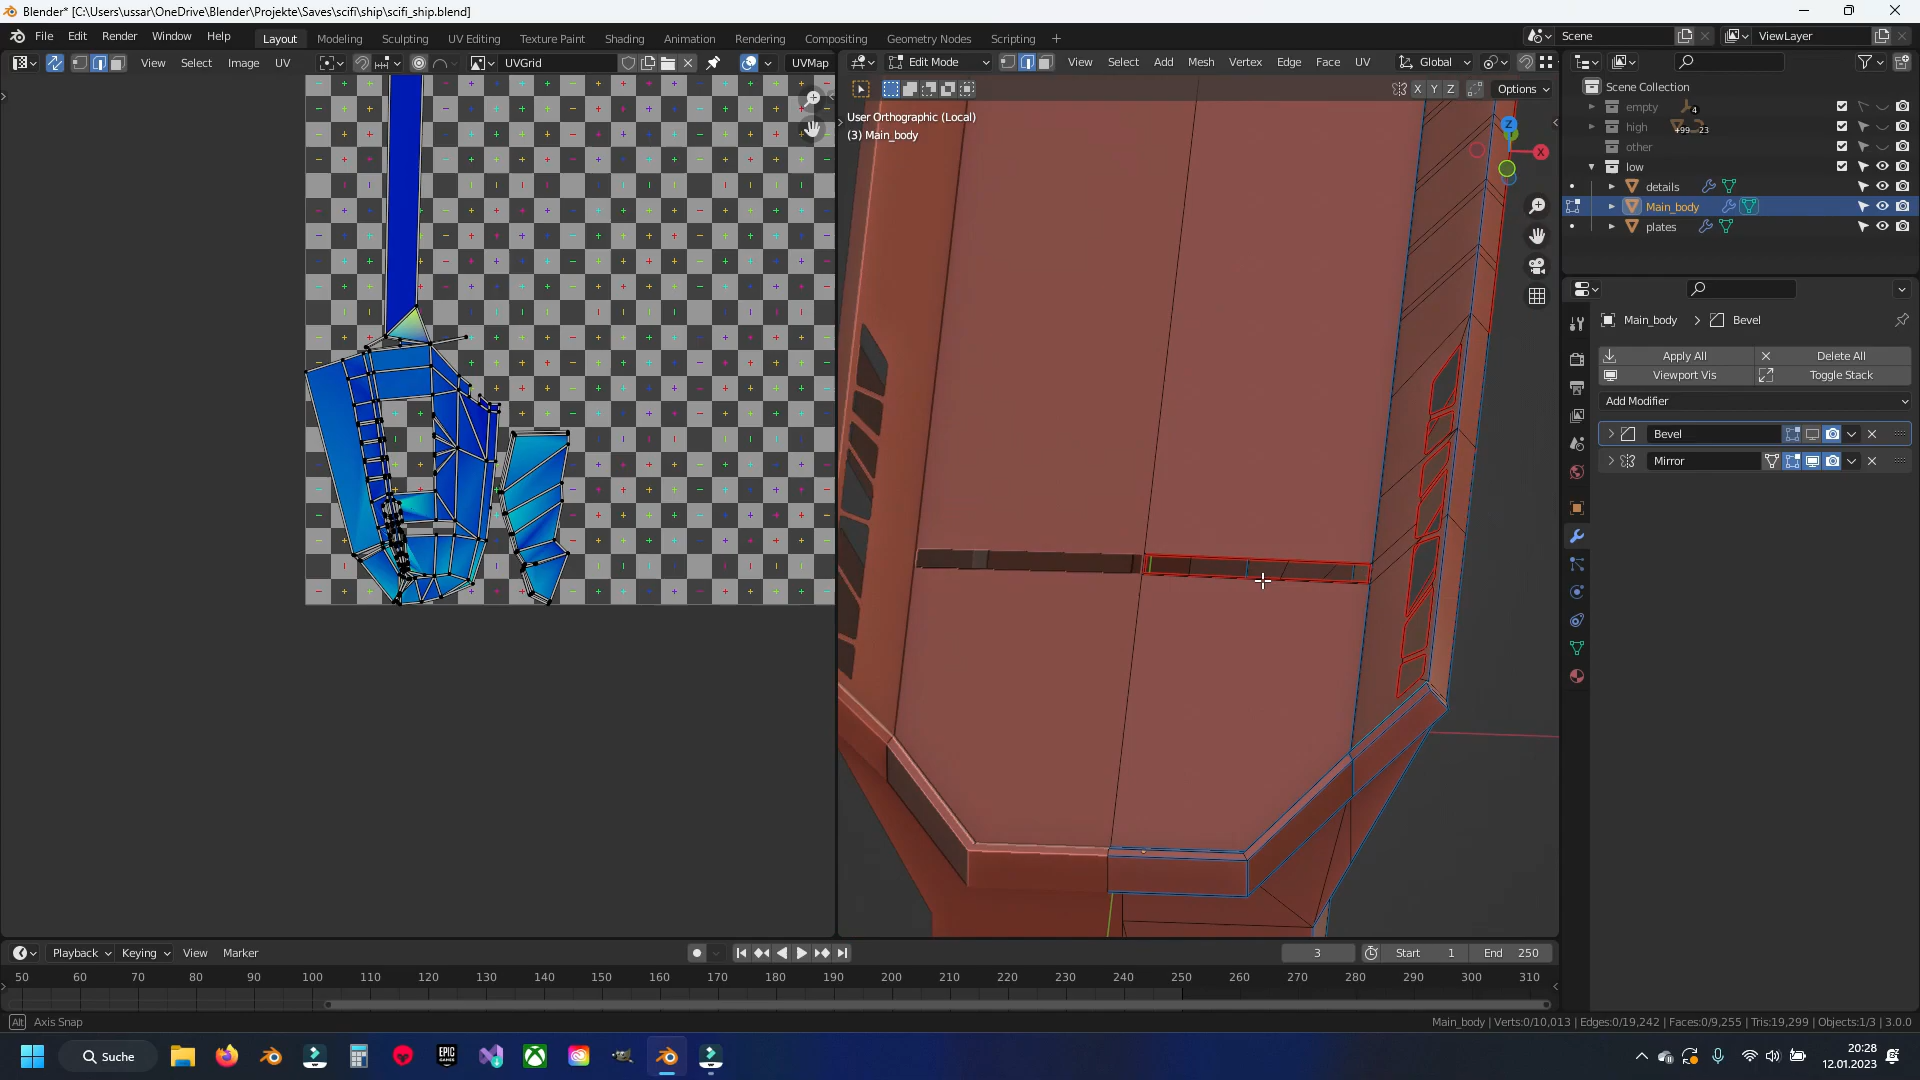 Blender* [C:\Users\ussar\OneDrive\Blender\Projekte\Saves\scifi\ship\scifi_ship.blend]
File Edit Render Window Help Layout Modeling Sculpting UV Editing Texture Paint Shading Animation Rendering Compositing Geometry Nodes Scripting + Scene ViewLayer
View Select Image UV UVGrid UVMap Edit Mode View Select Add Mesh Vertex Edge Face UV Global
X Y Z Options
User Orthographic (Local)
(3) Main_body
Z
X
Scene Collection
empty 4
high +99 23
other
low
details
Main_body
plates
Main_body > Bevel
Apply All Delete All
Viewport Vis Toggle Stack
Add Modifier
Bevel
Mirror
Playback Keying View Marker 3 Start 1 End 250
50 60 70 80 90 100 110 120 130 140 150 160 170 180 190 200 210 220 230 240 250 260 270 280 290 300 310
Alt Axis Snap Main_body | Verts:0/10,013 | Edges:0/19,242 | Faces:0/9,255 | Tris:19,299 | Objects:1/3 | 3.0.0
Suche EPIC GAMES 20:28
12.01.2023